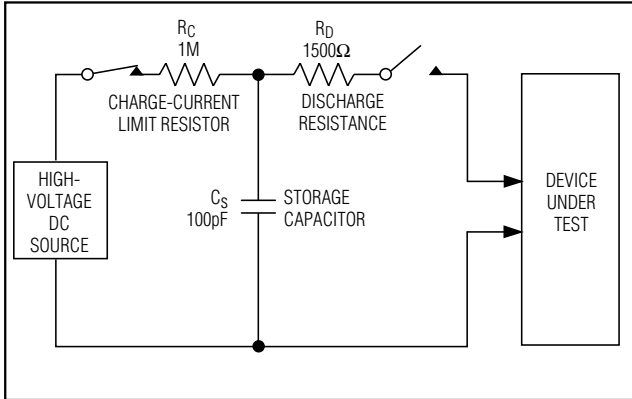 R_C
1M
R_D
1500Ω
CHARGE-CURRENT
LIMIT RESISTOR
DISCHARGE
RESISTANCE
HIGH-
VOLTAGE
DC
SOURCE
C_S
100pF
STORAGE
CAPACITOR
DEVICE
UNDER
TEST